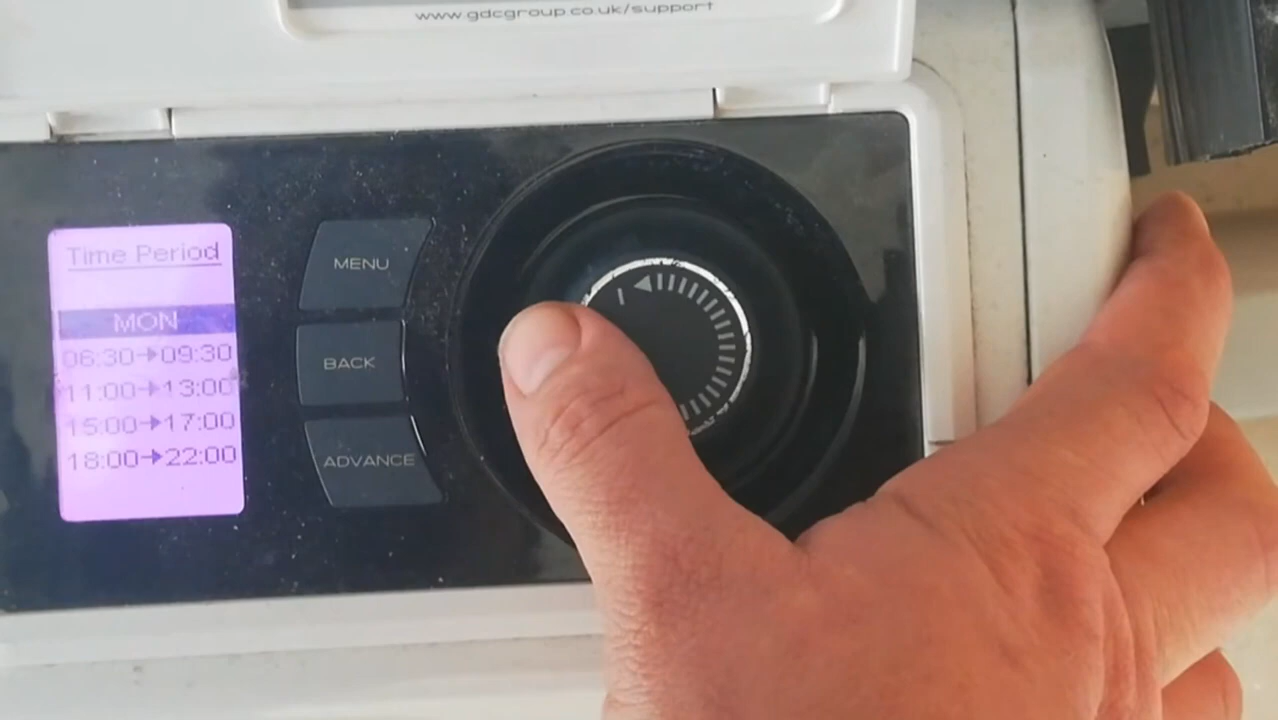 www.gdcgroup.co.uk/support
Time Period
MON
06:30→09:30
11:00→13:00
15:00→17:00
18:00→22:00
MENU
BACK
ADVANCE